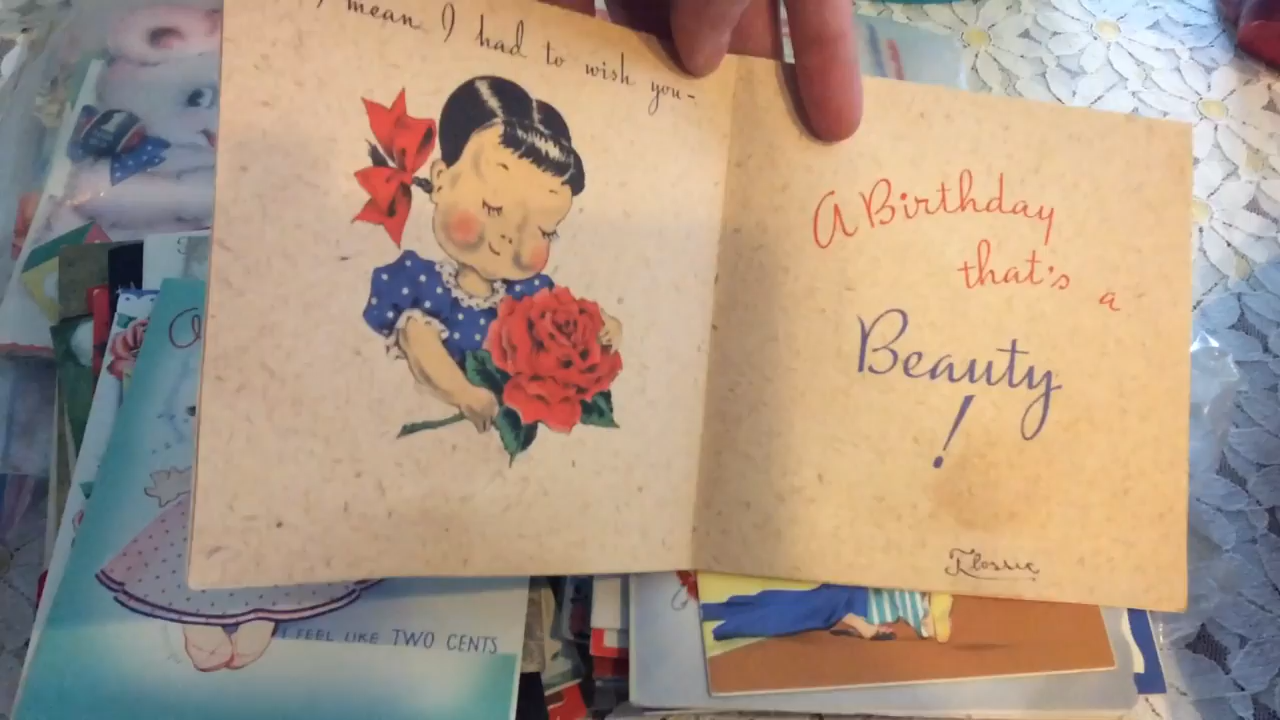 mean I had to wish you-
A Birthday
that's a
Beauty
!
I FEEL LIKE TWO CENTS